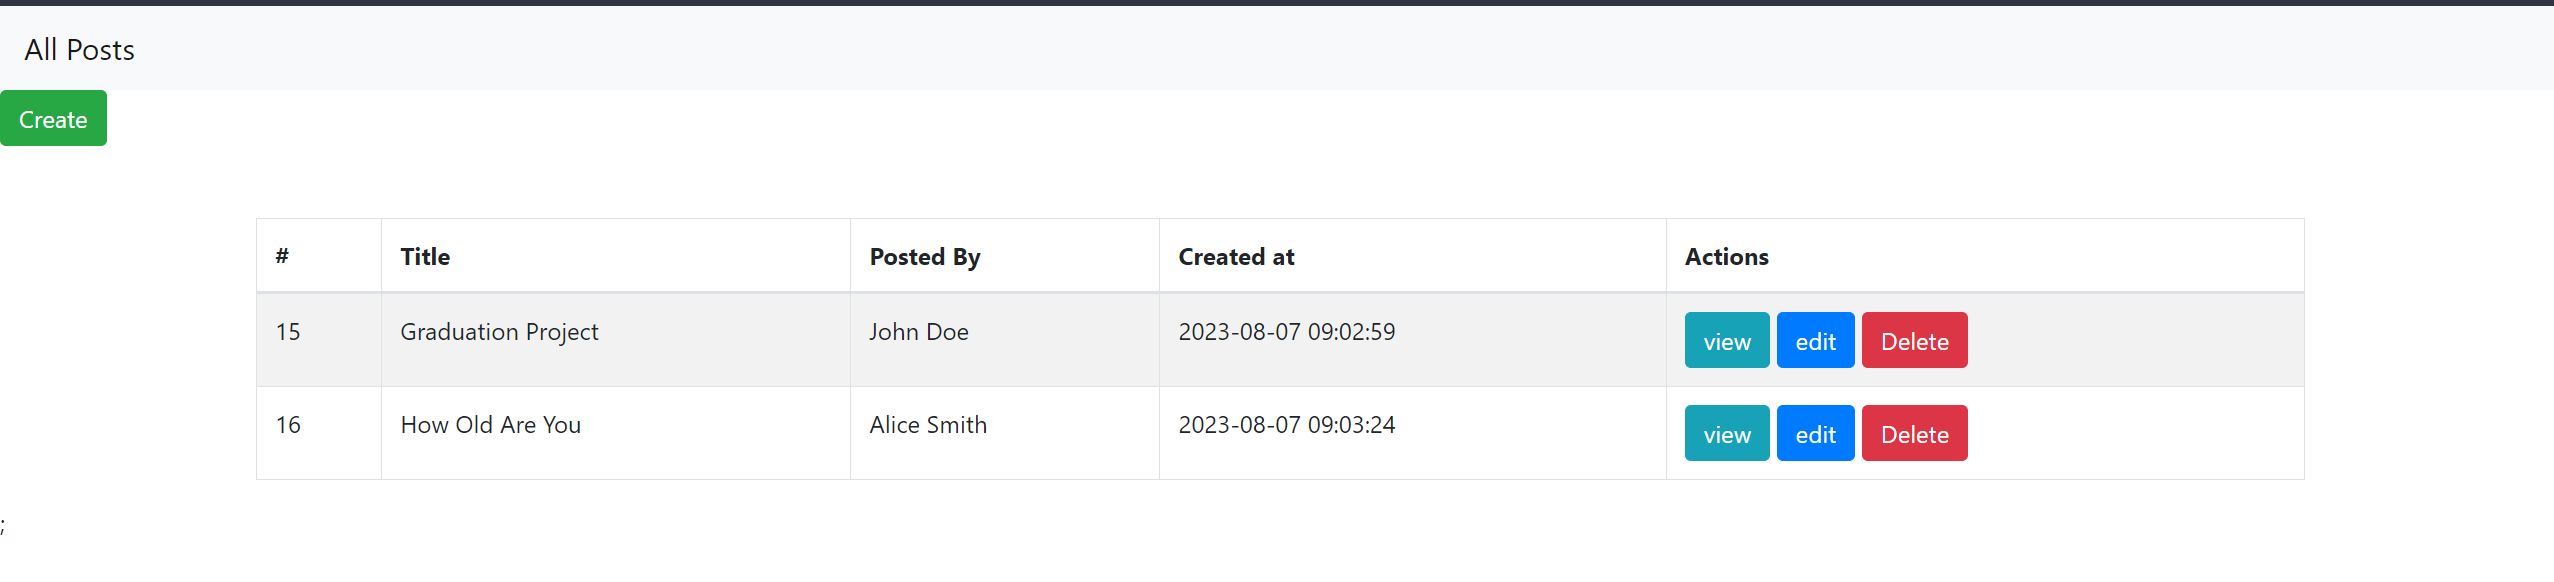 All Posts
Create
# Title Posted By Created at Actions
15 Graduation Project John Doe 2023-08-07 09:02:59 view edit Delete
16 How Old Are You Alice Smith 2023-08-07 09:03:24 view edit Delete
;